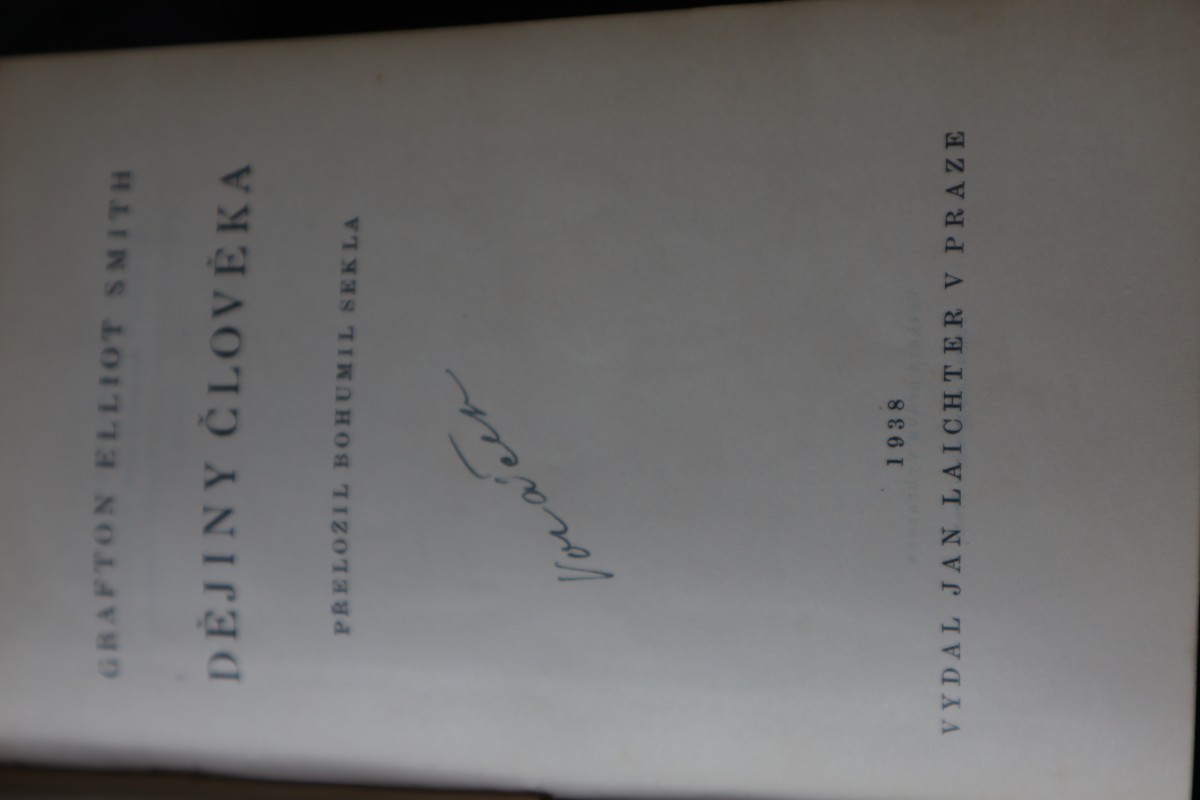 GRAFTON ELLIOT SMITH
DĚJINY ČLOVĚKA
PŘELOŽIL BOHUMIL SEKLA
1938
VYDAL JAN LAICHTER V PRAZE